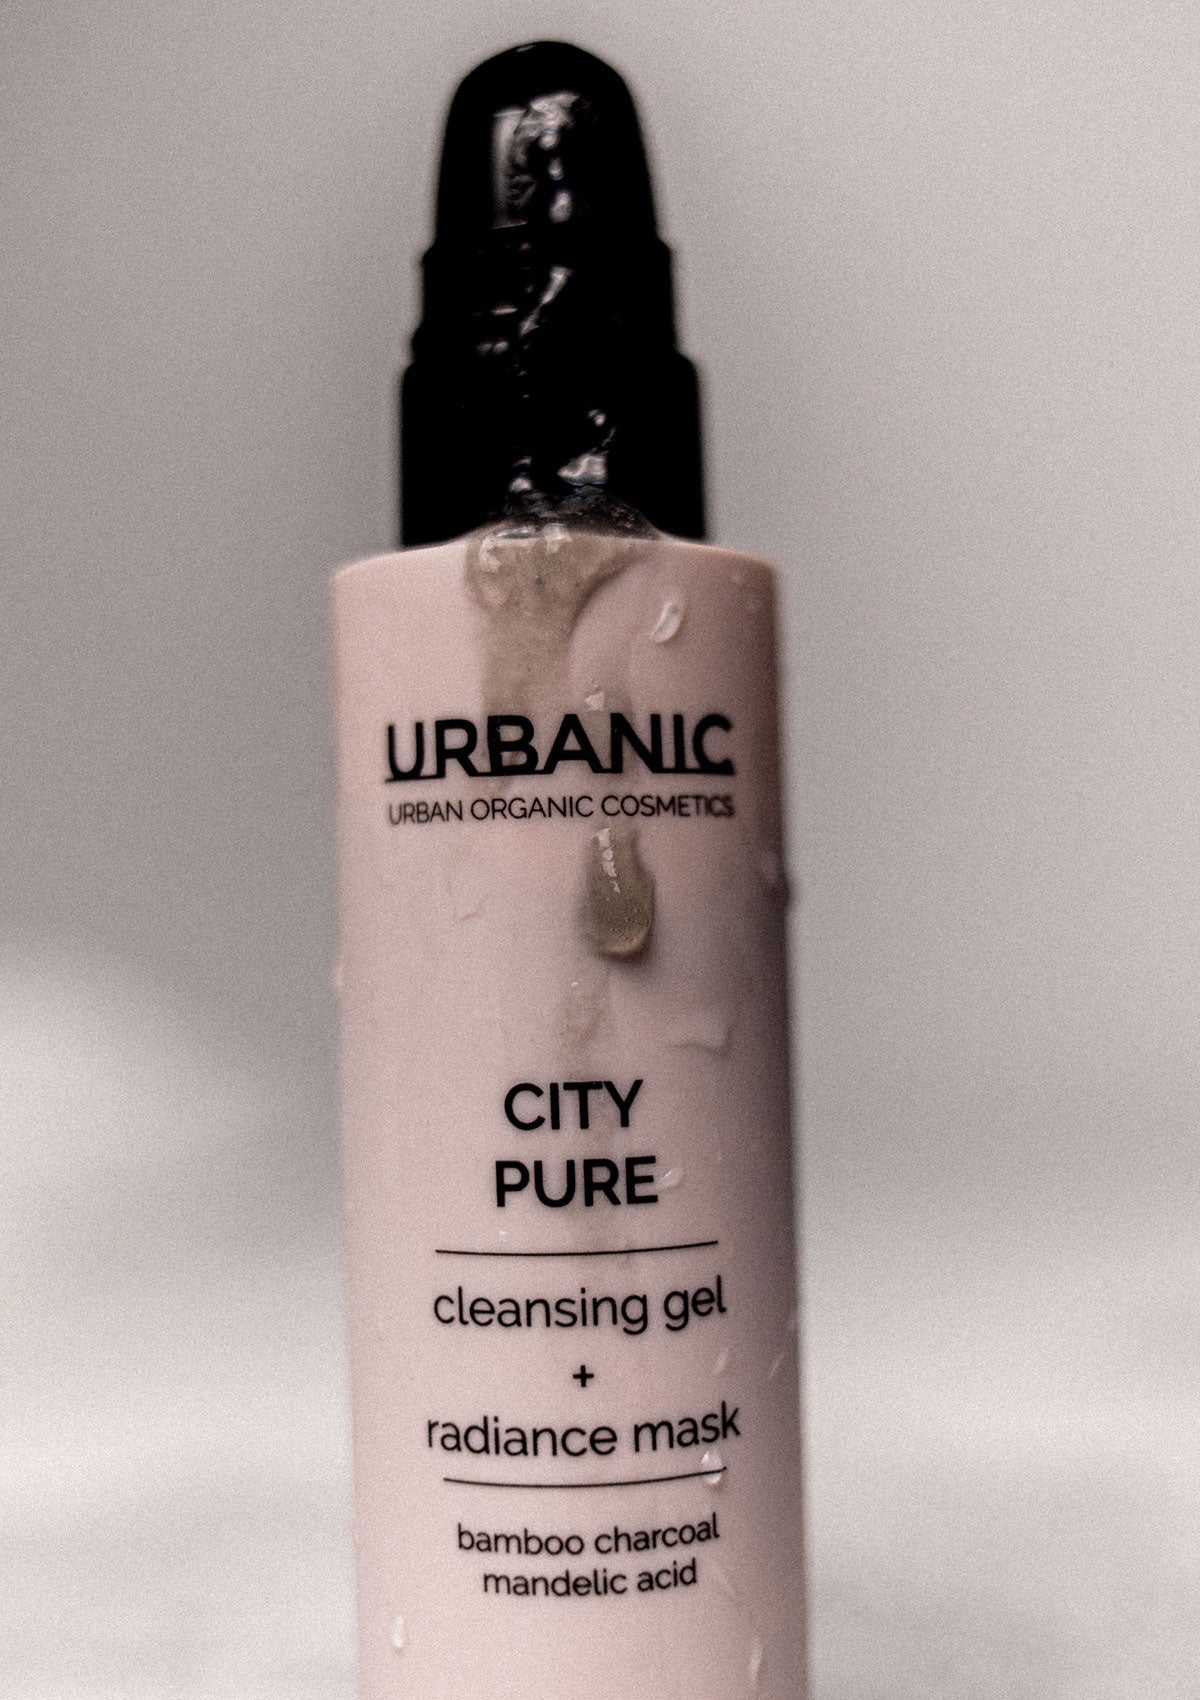 URBANIC
URBAN ORGANIC COSMETICS
CITY
PURE
cleansing gel
+
radiance mask
bamboo charcoal
mandelic acid